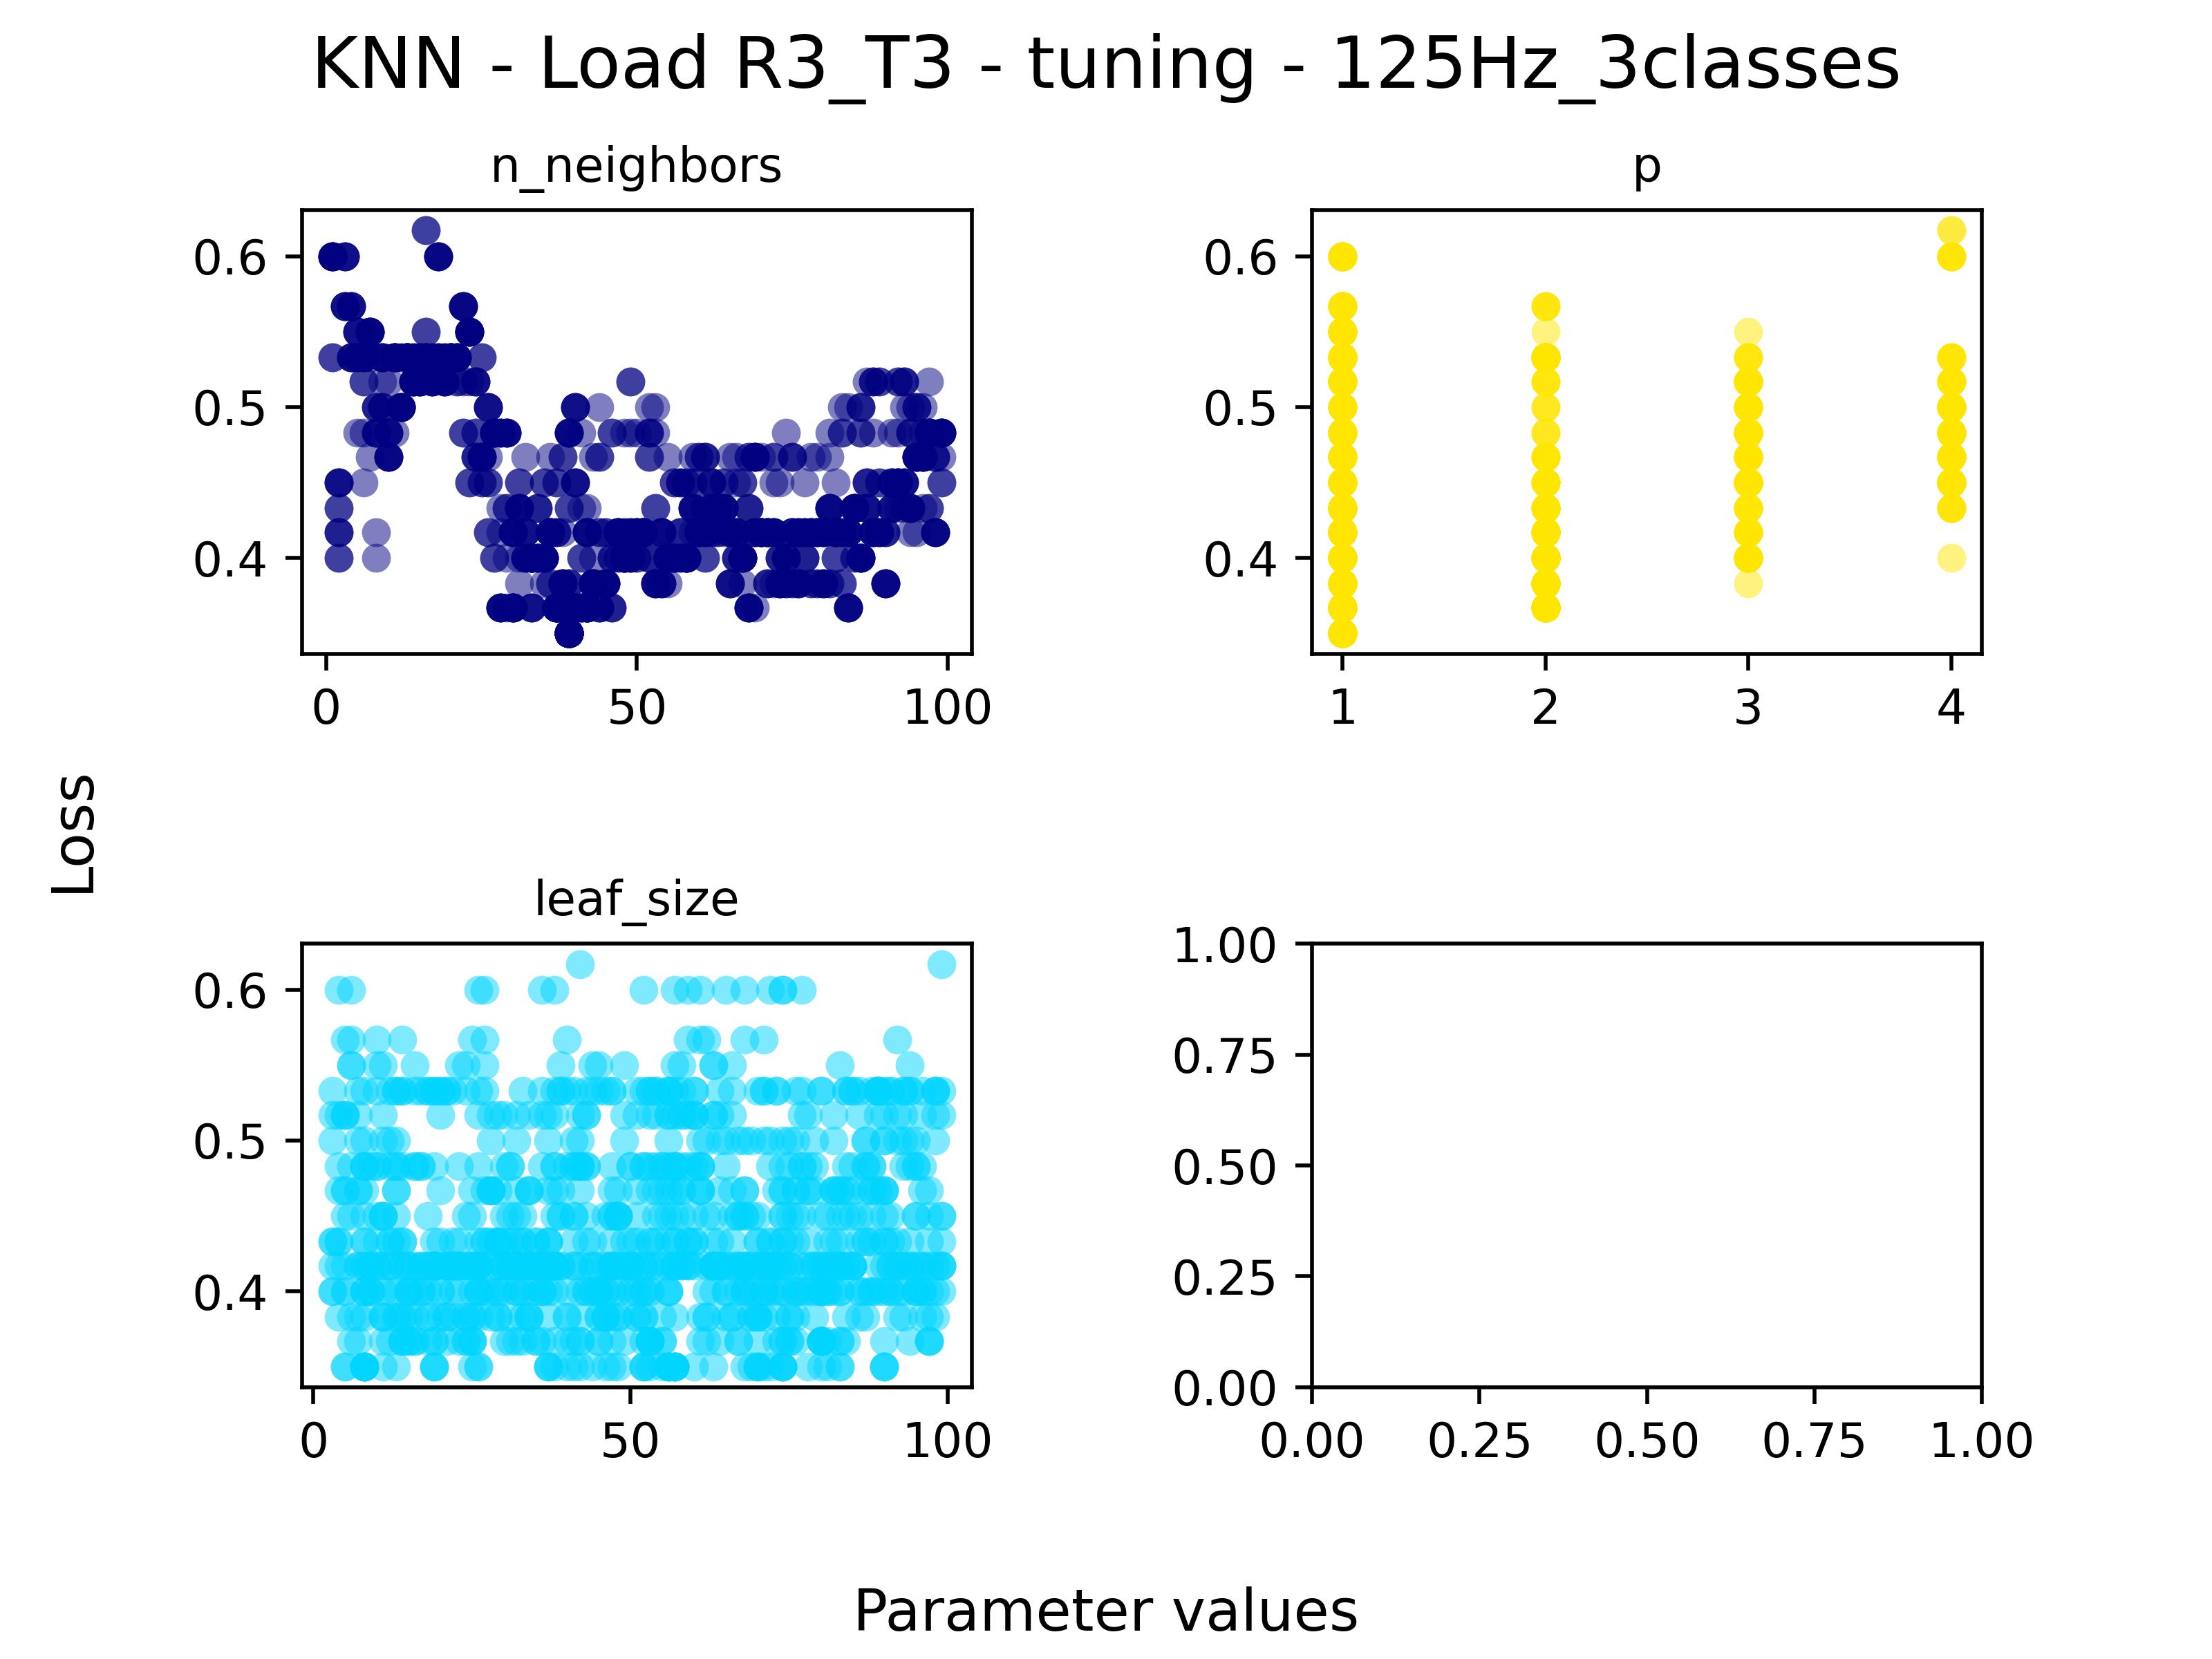 KNN - Load R3_T3 - tuning - 125Hz_3classes
n_neighbors
0.6
0.5
0.4
0 50 100
p
0.6
0.5
0.4
1 2 3 4
Loss
leaf_size
0.6
0.5
0.4
0 50 100
1.00
0.75
0.50
0.25
0.00
0.00 0.25 0.50 0.75 1.00
Parameter values